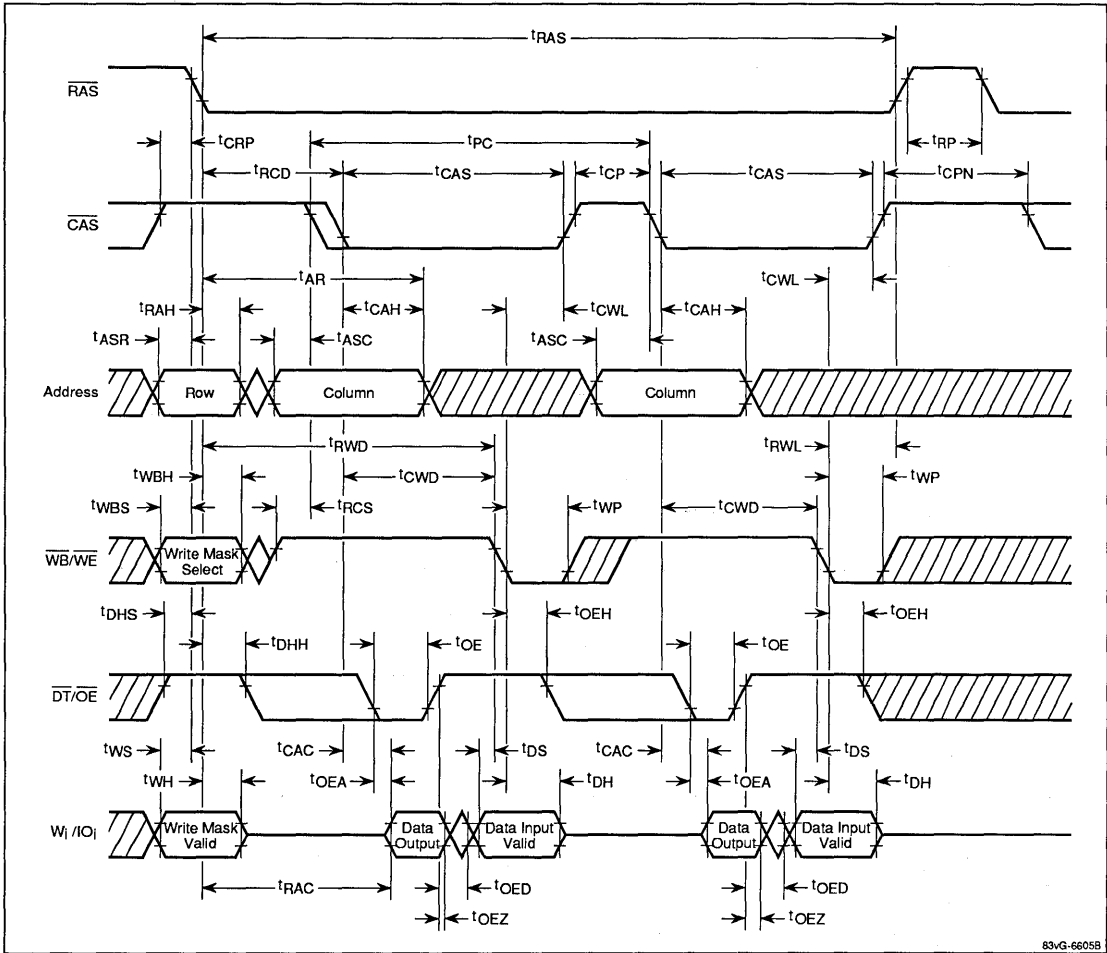 tRAS
RAS
tCRP
tPC
tRP
tRCD
tCAS
tCP
tCAS
tCPN
CAS
tAR
tCWL
tRAH
tCAH
tCWL
tCAH
tASR
tASC
tASC
Address
Row
Column
Column
tRWD
tRWL
tWBH
tCWD
tWP
tWBS
tRCS
tWP
tCWD
WB/WE
Write Mask
Select
tDHS
tOEH
tOEH
tDHH
tOE
tOE
DT/OE
tWS
tCAC
tDS
tCAC
tDS
tWH
tOEA
tDH
tOEA
tDH
Wi /IOi
Write Mask
Valid
Data
Output
Data Input
Valid
Data
Output
Data Input
Valid
tRAC
tOED
tOED
tOEZ
tOEZ
83vG-6605B